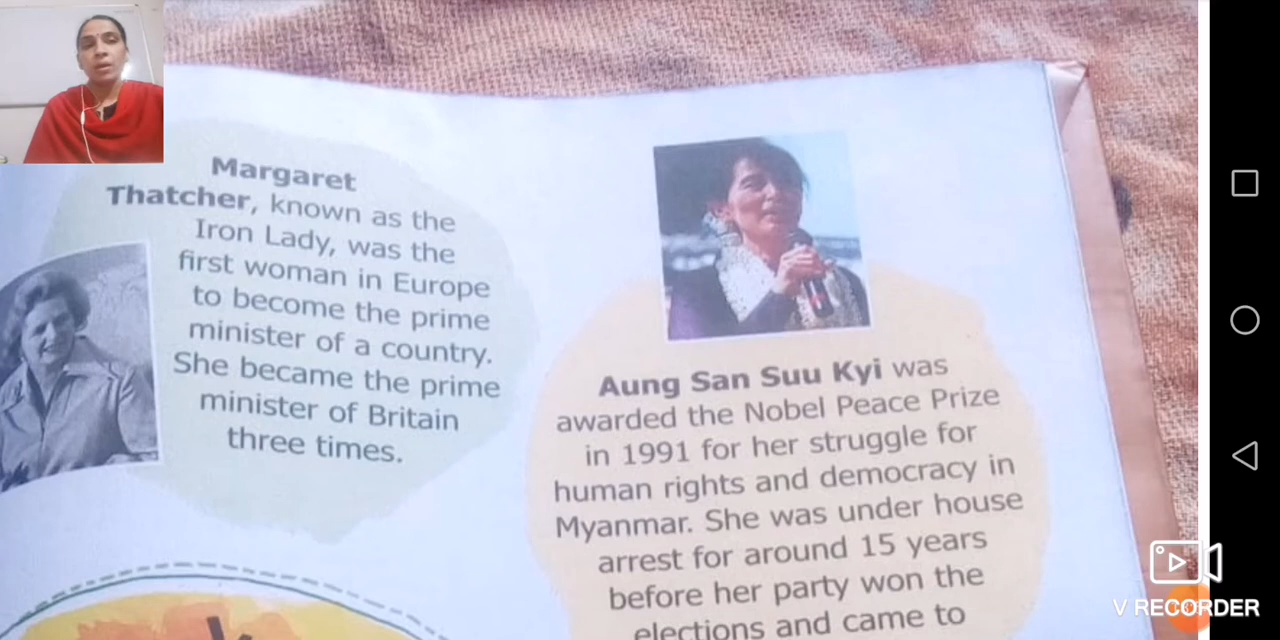 Margaret
Thatcher, known as the
Iron Lady, was the
first woman in Europe
to become the prime
minister of a country.
She became the prime
minister of Britain
three times.
Aung San Suu Kyi was
awarded the Nobel Peace Prize
in 1991 for her struggle for
human rights and democracy in
Myanmar. She was under house
arrest for around 15 years
before her party won the
elections and came to
V RECORDER